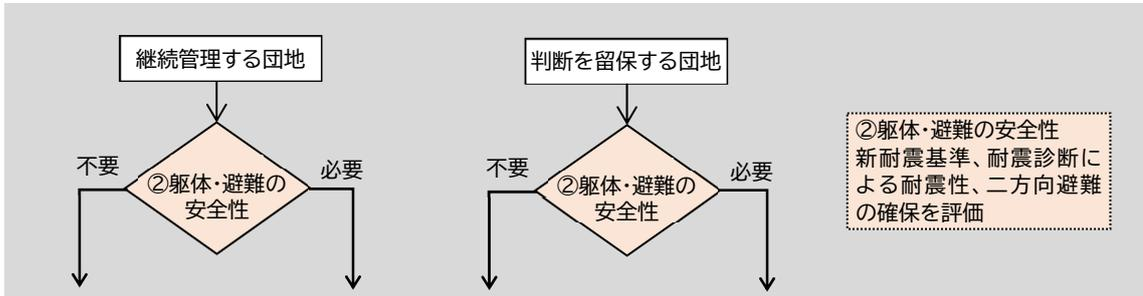 継続管理する団地
判断を留保する団地
不要
必要
②躯体・避難の
安全性
不要
必要
②躯体・避難の
安全性
②躯体・避難の安全性
新耐震基準、耐震診断に
よる耐震性、二方向避難
の確保を評価